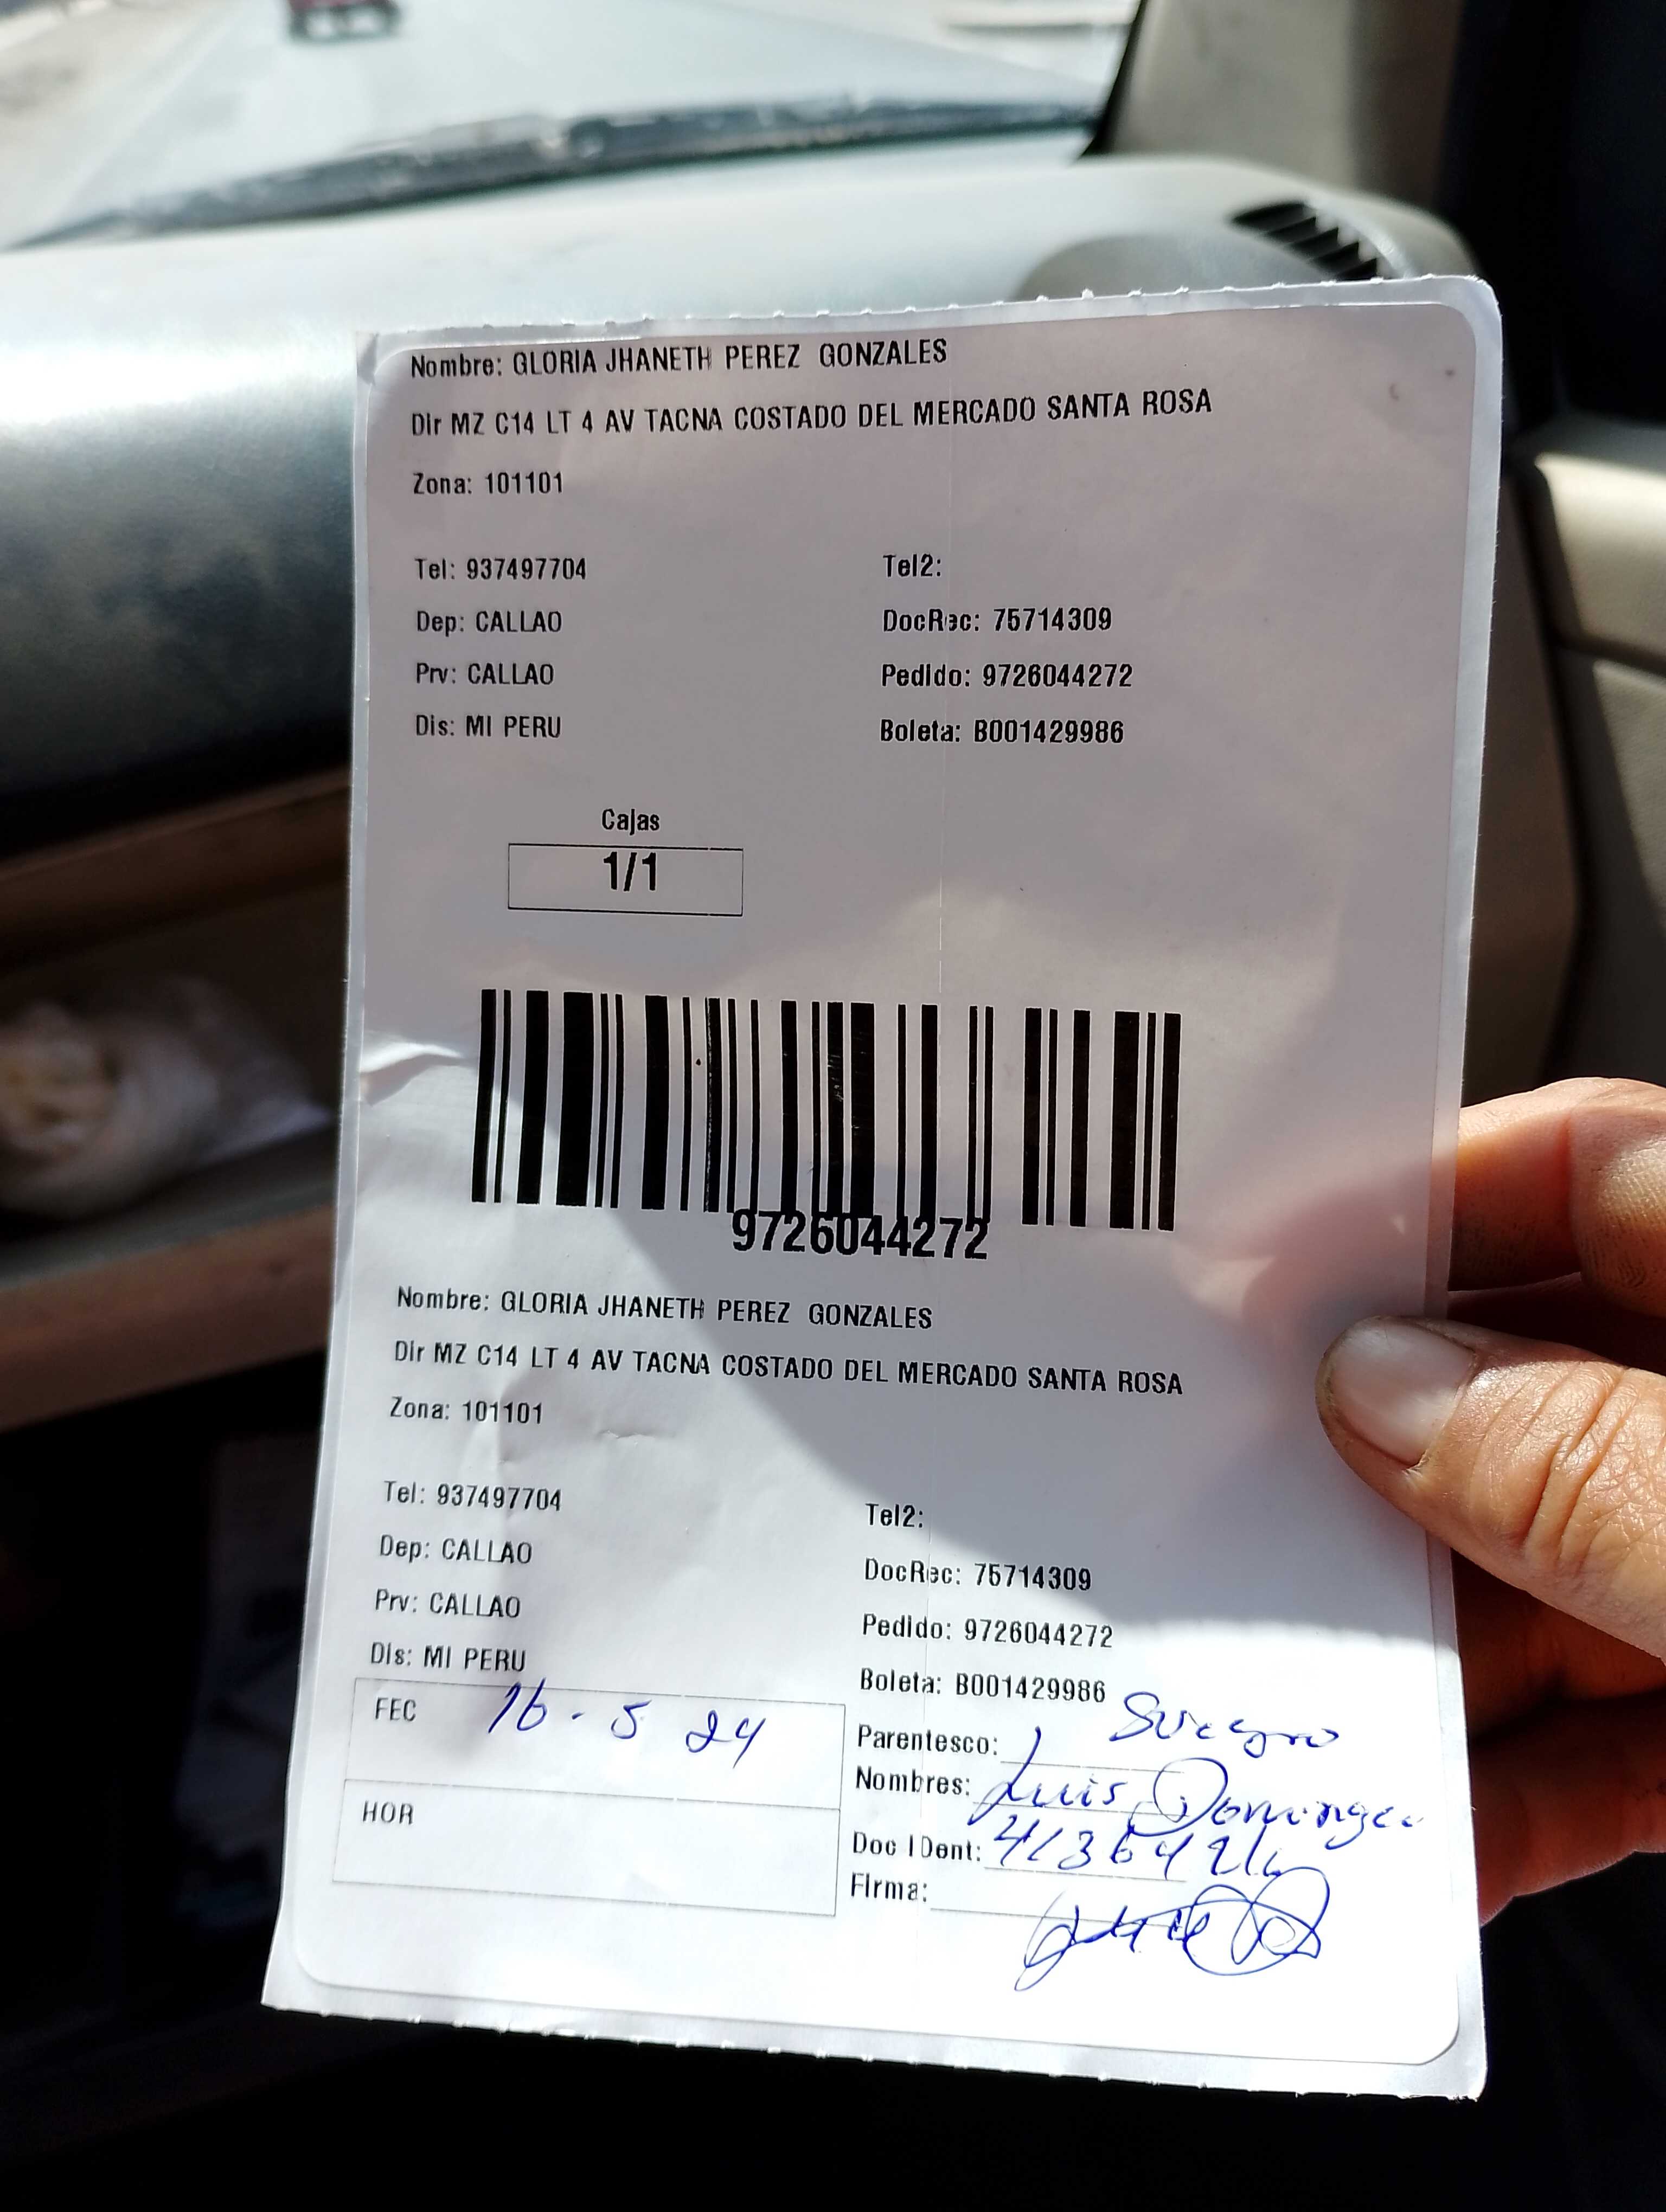 Nombre: GLORIA JHANETH PEREZ GONZALES
Dir MZ C14 LT 4 AV TACNA COSTADO DEL MERCADO SANTA ROSA
Zona: 101101
Tel: 937497704 Tel2:
Dep: CALLAO DocRec: 75714309
Prv: CALLAO Pedido: 9726044272
Dis: MI PERU Boleta: B001429986
Cajas
1/1
9726044272
Nombre: GLORIA JHANETH PEREZ GONZALES
Dir MZ C14 LT 4 AV TACNA COSTADO DEL MERCADO SANTA ROSA
Zona: 101101
Tel: 937497704 Tel2:
Dep: CALLAO DocRec: 75714309
Prv: CALLAO Pedido: 9726044272
Dis: MI PERU Boleta: B001429986
FEC 16-5 24 Parentesco: Suegro
Nombres: Luis
HOR Doc IDent:
Firma: